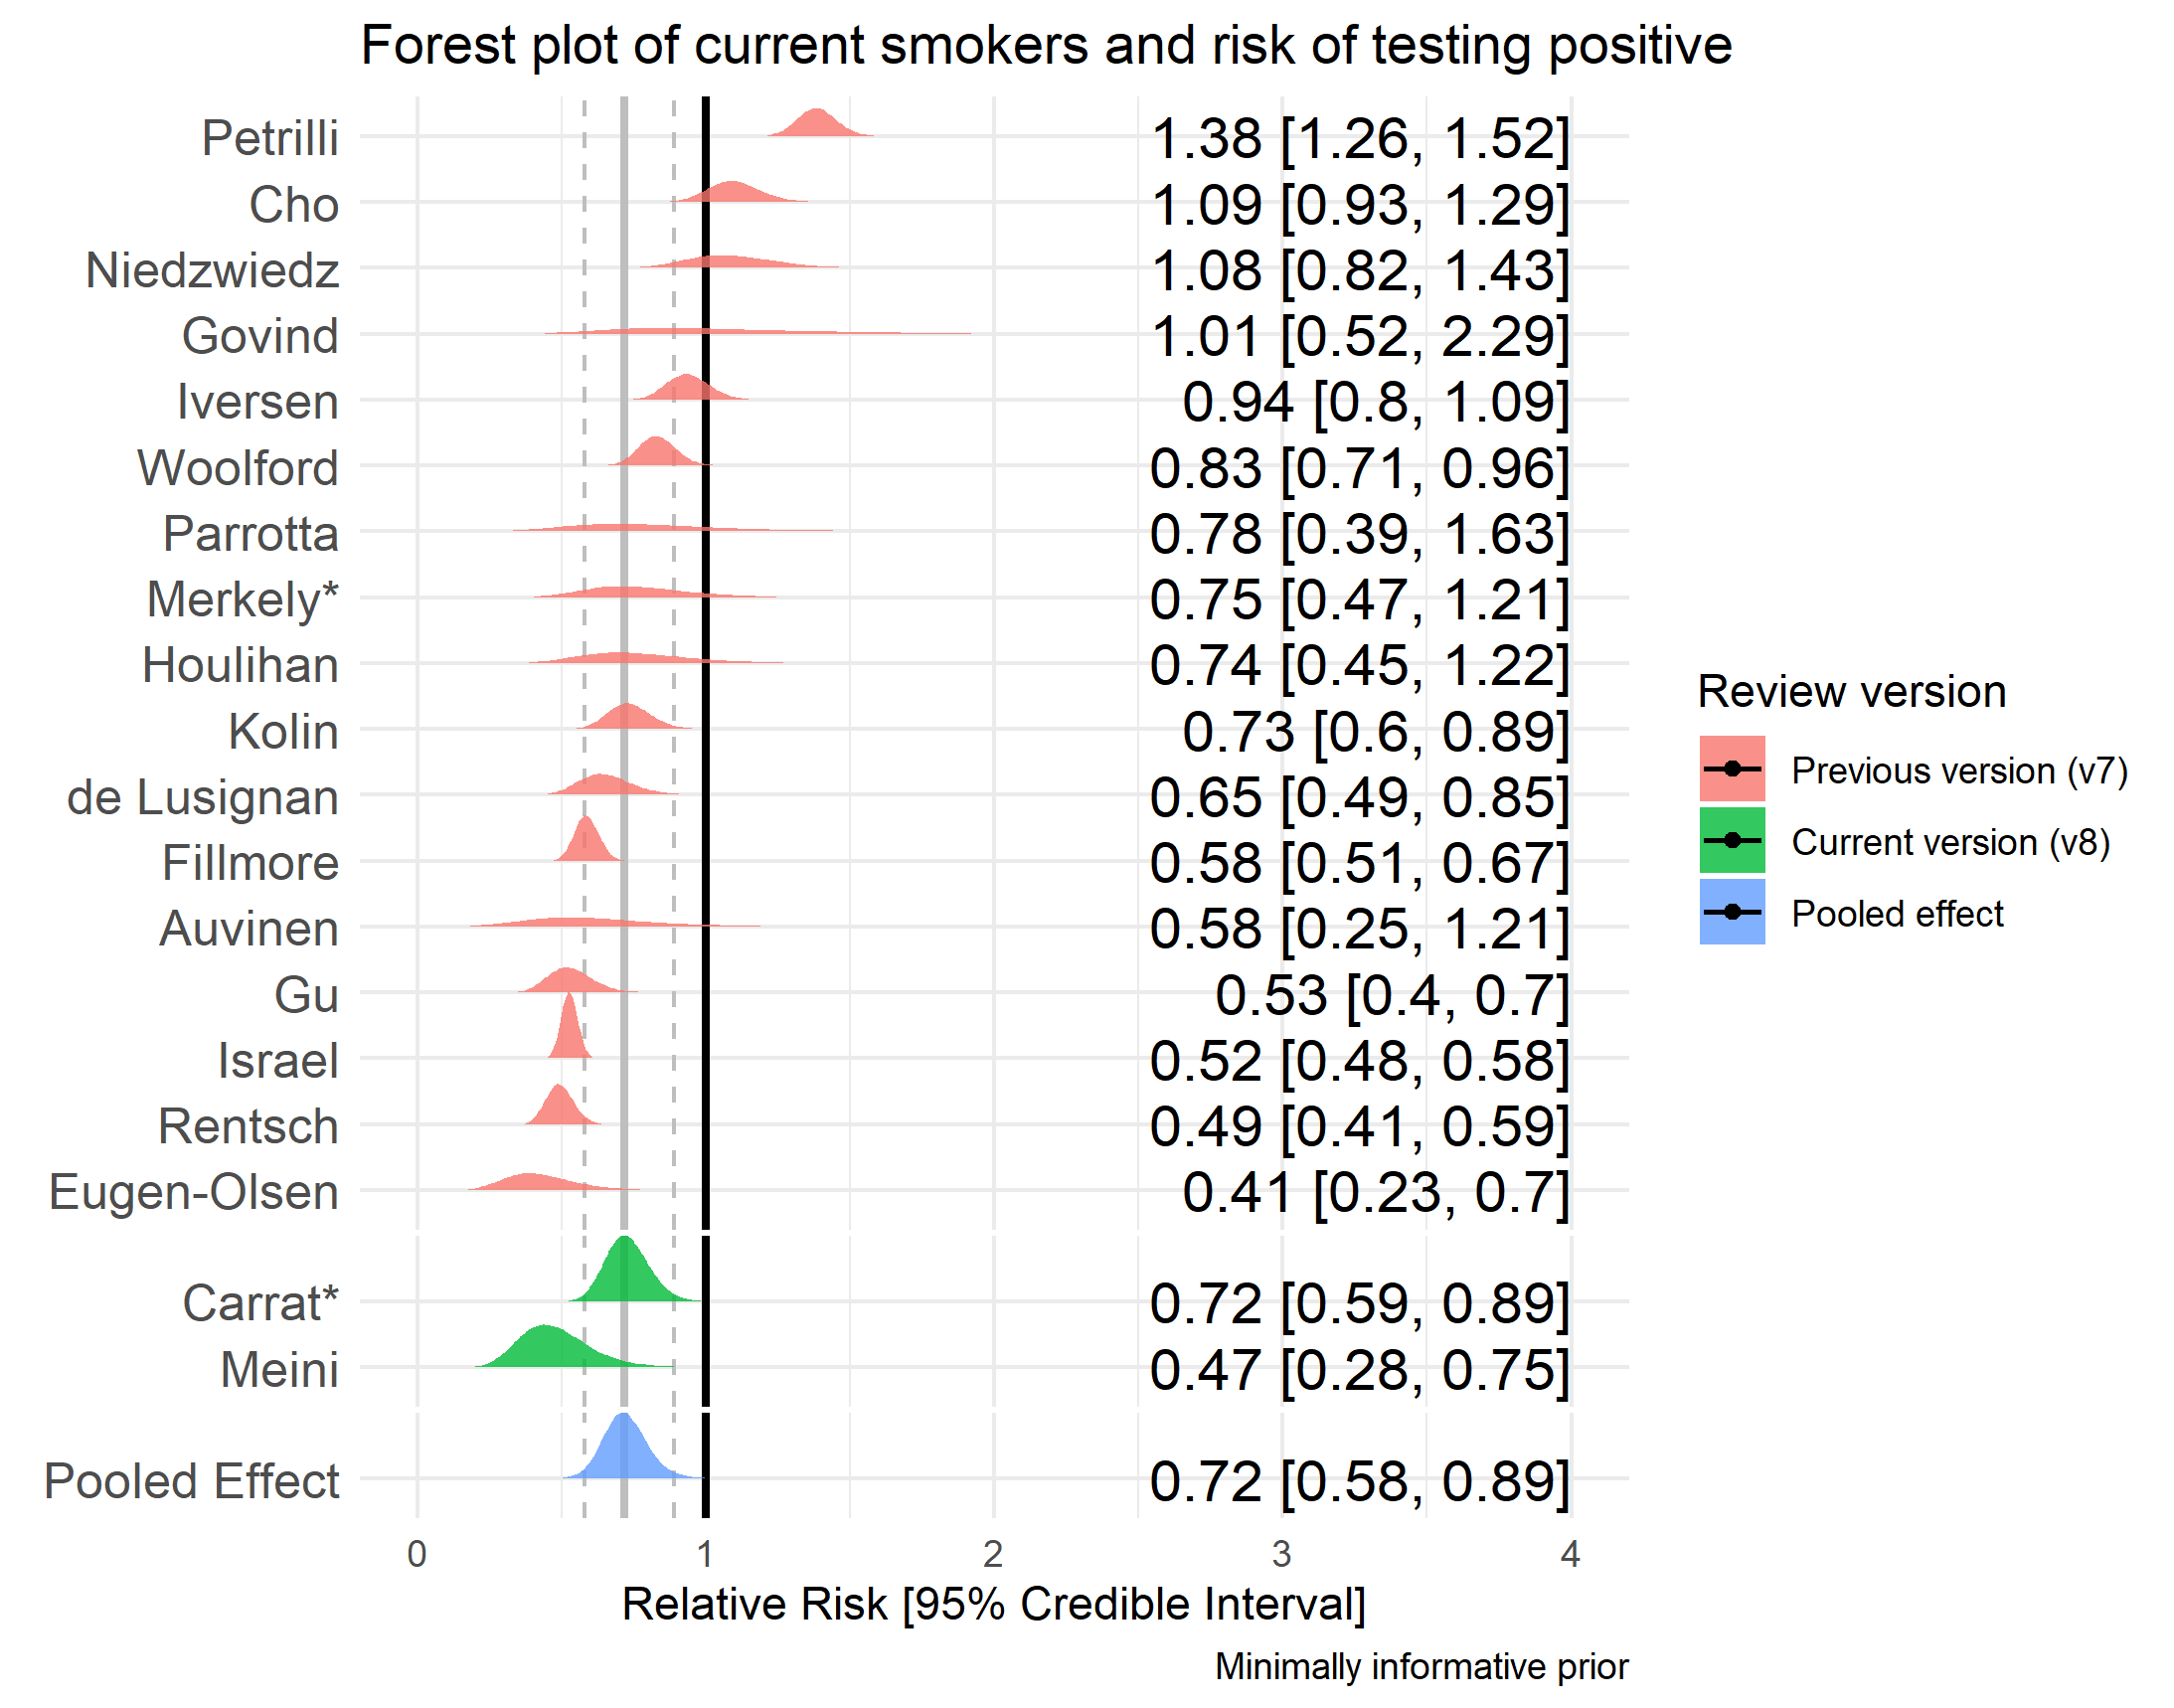 Forest plot of current smokers and risk of testing positive
Petrilli 1.38 [1.26, 1.52]
Cho 1.09 [0.93, 1.29]
Niedzwiedz 1.08 [0.82, 1.43]
Govind 1.01 [0.52, 2.29]
Iversen 0.94 [0.8, 1.09]
Woolford 0.83 [0.71, 0.96]
Parrotta 0.78 [0.39, 1.63]
Merkely* 0.75 [0.47, 1.21]
Houlihan 0.74 [0.45, 1.22]
Kolin 0.73 [0.6, 0.89]
de Lusignan 0.65 [0.49, 0.85]
Fillmore 0.58 [0.51, 0.67]
Auvinen 0.58 [0.25, 1.21]
Gu 0.53 [0.4, 0.7]
Israel 0.52 [0.48, 0.58]
Rentsch 0.49 [0.41, 0.59]
Eugen-Olsen 0.41 [0.23, 0.7]
Carrat* 0.72 [0.59, 0.89]
Meini 0.47 [0.28, 0.75]
Pooled Effect 0.72 [0.58, 0.89]
0 1 2 3 4
Relative Risk [95% Credible Interval]
Minimally informative prior
Review version
Previous version (v7)
Current version (v8)
Pooled effect